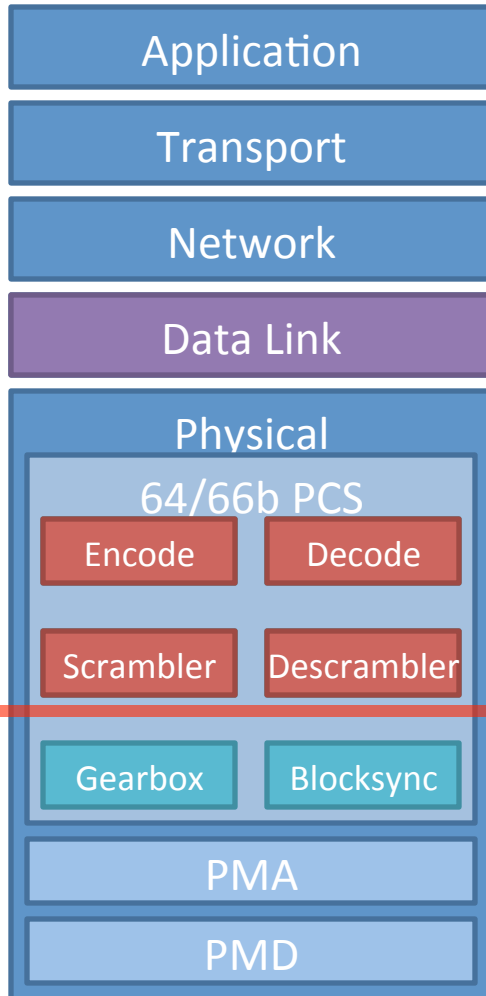 Application
Transport
Network
Data Link
Physical
64/66b PCS
Encode
Decode
Scrambler
Descrambler
Gearbox
Blocksync
PMA
PMD